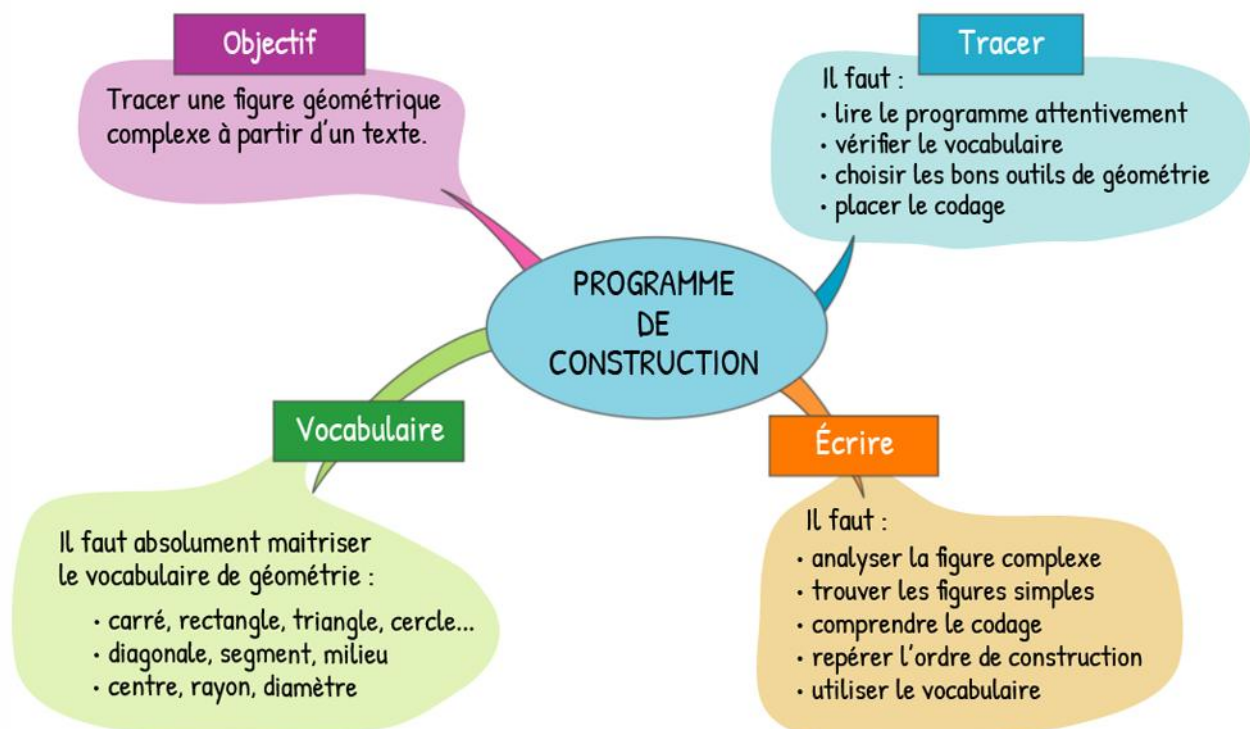 Objectif
Tracer une figure géométrique
complexe à partir d'un texte.
Tracer
Il faut :
• lire le programme attentivement
• vérifier le vocabulaire
• choisir les bons outils de géométrie
• placer le codage
PROGRAMME
DE
CONSTRUCTION
Vocabulaire
Il faut absolument maitriser
le vocabulaire de géométrie :
• carré, rectangle, triangle, cercle...
• diagonale, segment, milieu
• centre, rayon, diamètre
Écrire
Il faut :
• analyser la figure complexe
• trouver les figures simples
• comprendre le codage
• repérer l'ordre de construction
• utiliser le vocabulaire